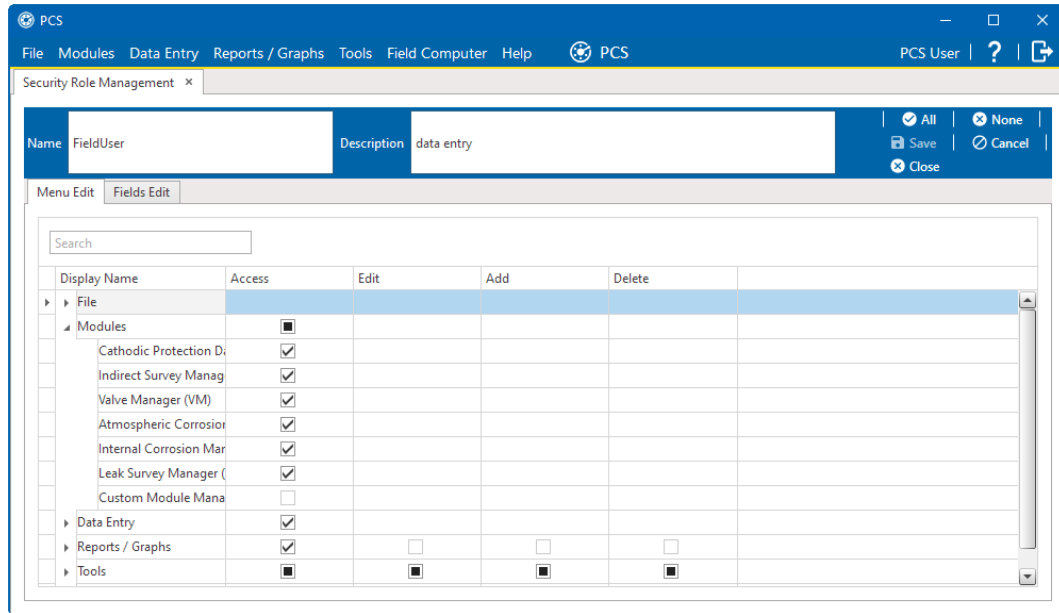 PCS
File Modules Data Entry Reports / Graphs Tools Field Computer Help PCS PCS User | ? |
Security Role Management ×
Name FieldUser Description data entry
All | None
Save | Cancel
Close
Menu Edit Fields Edit
Search
Display Name Access Edit Add Delete
File
Modules
Cathodic Protection Da
Indirect Survey Manag
Valve Manager (VM)
Atmospheric Corrosion
Internal Corrosion Mar
Leak Survey Manager (
Custom Module Mana
Data Entry
Reports / Graphs
Tools